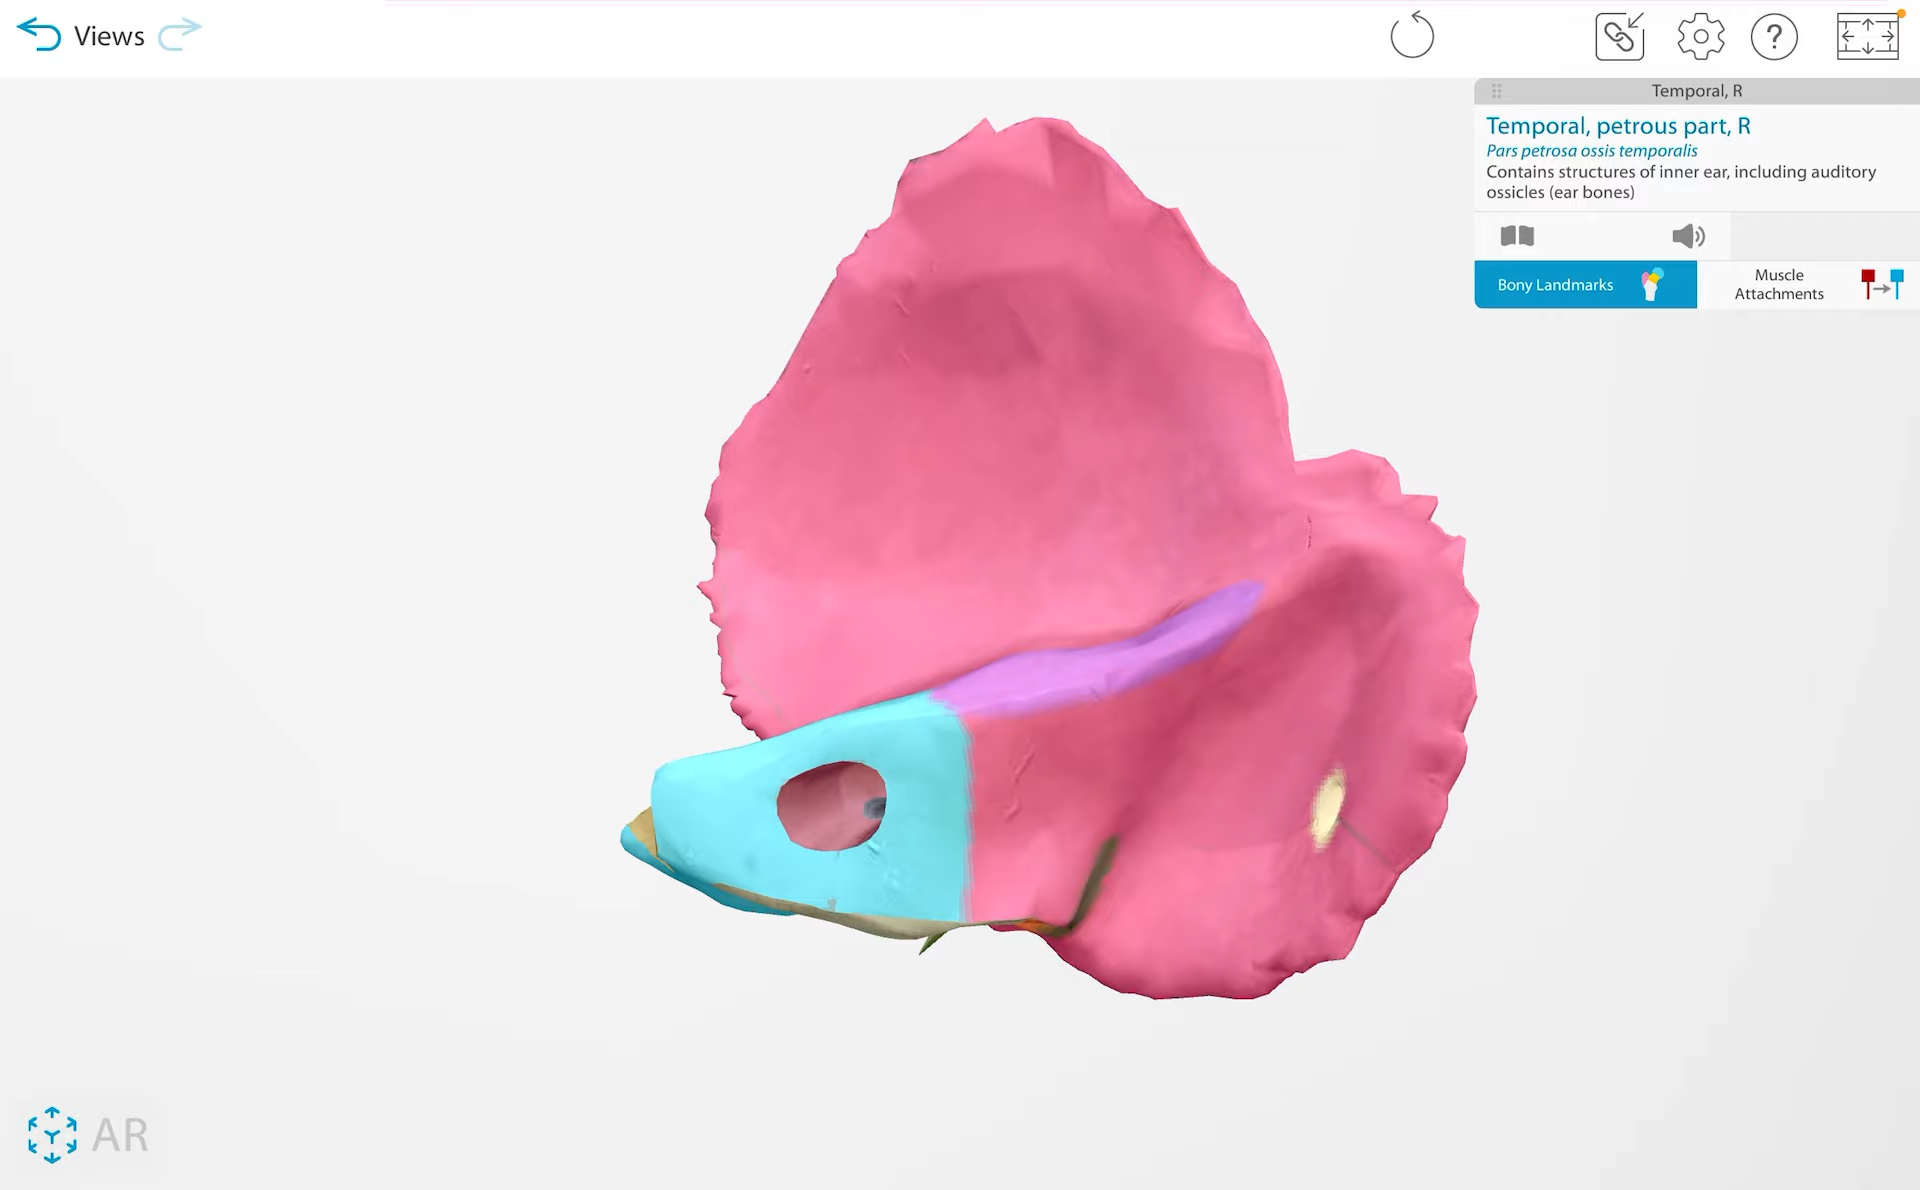 Views
?
Temporal, R
Temporal, petrous part, R
Pars petrosa ossis temporalis
Contains structures of inner ear, including auditory
ossicles (ear bones)
Bony Landmarks
Muscle
Attachments
AR